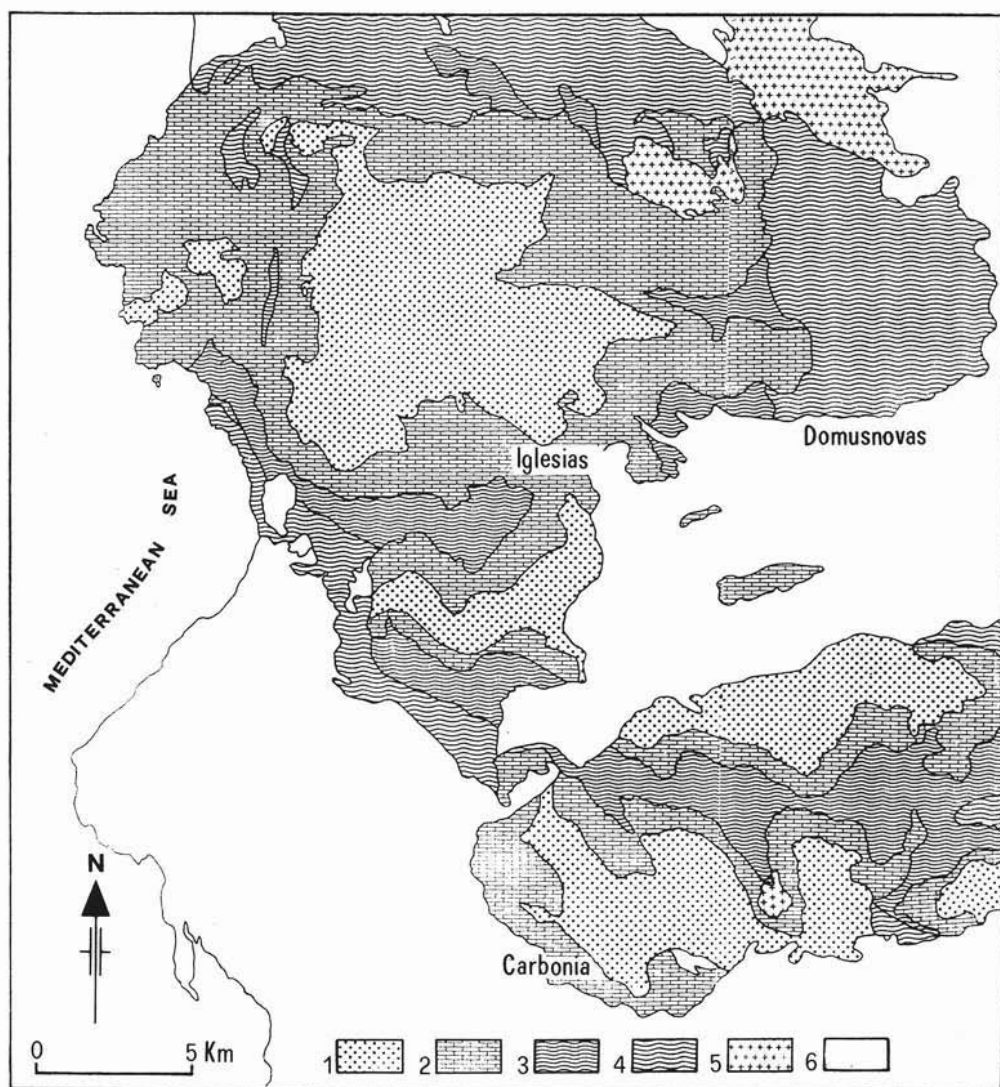 Domusnovas
Iglesias
MEDITERRANEAN SEA
N
Carbonia
0 5 Km
1 2 3 4 5 6